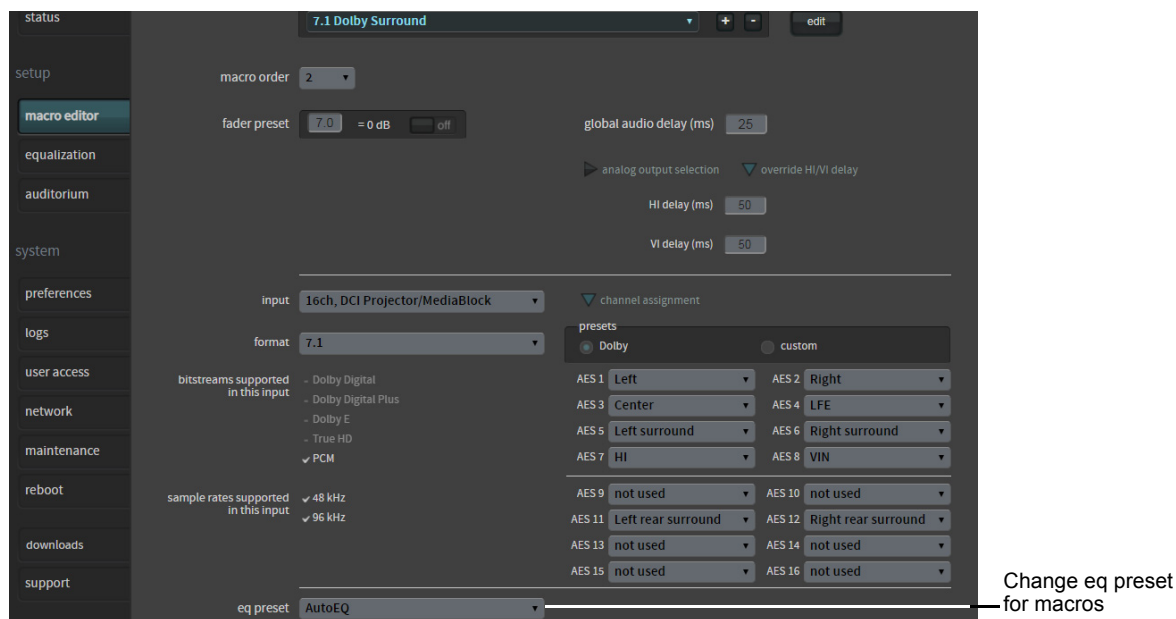 status
7.1 Dolby Surround
+
-
edit
setup
macro order 2
macro editor
fader preset 7.0 = 0 dB off
global audio delay (ms) 25
equalization
analog output selection override HI/VI delay
auditorium
HI delay (ms) 50
system
VI delay (ms) 50
preferences
input 16ch, DCI Projector/MediaBlock
channel assignment
logs
presets
format 7.1
Dolby custom
user access
bitstreams supported
in this input
- Dolby Digital
- Dolby Digital Plus
- Dolby E
- True HD
✓ PCM
AES 1 Left AES 2 Right
AES 3 Center AES 4 LFE
network
AES 5 Left surround AES 6 Right surround
maintenance
AES 7 HI AES 8 VIN
reboot
sample rates supported
in this input
✓ 48 kHz
✓ 96 kHz
AES 9 not used AES 10 not used
AES 11 Left rear surround AES 12 Right rear surround
downloads
AES 13 not used AES 14 not used
support
AES 15 not used AES 16 not used
eq preset AutoEQ
Change eq preset
for macros